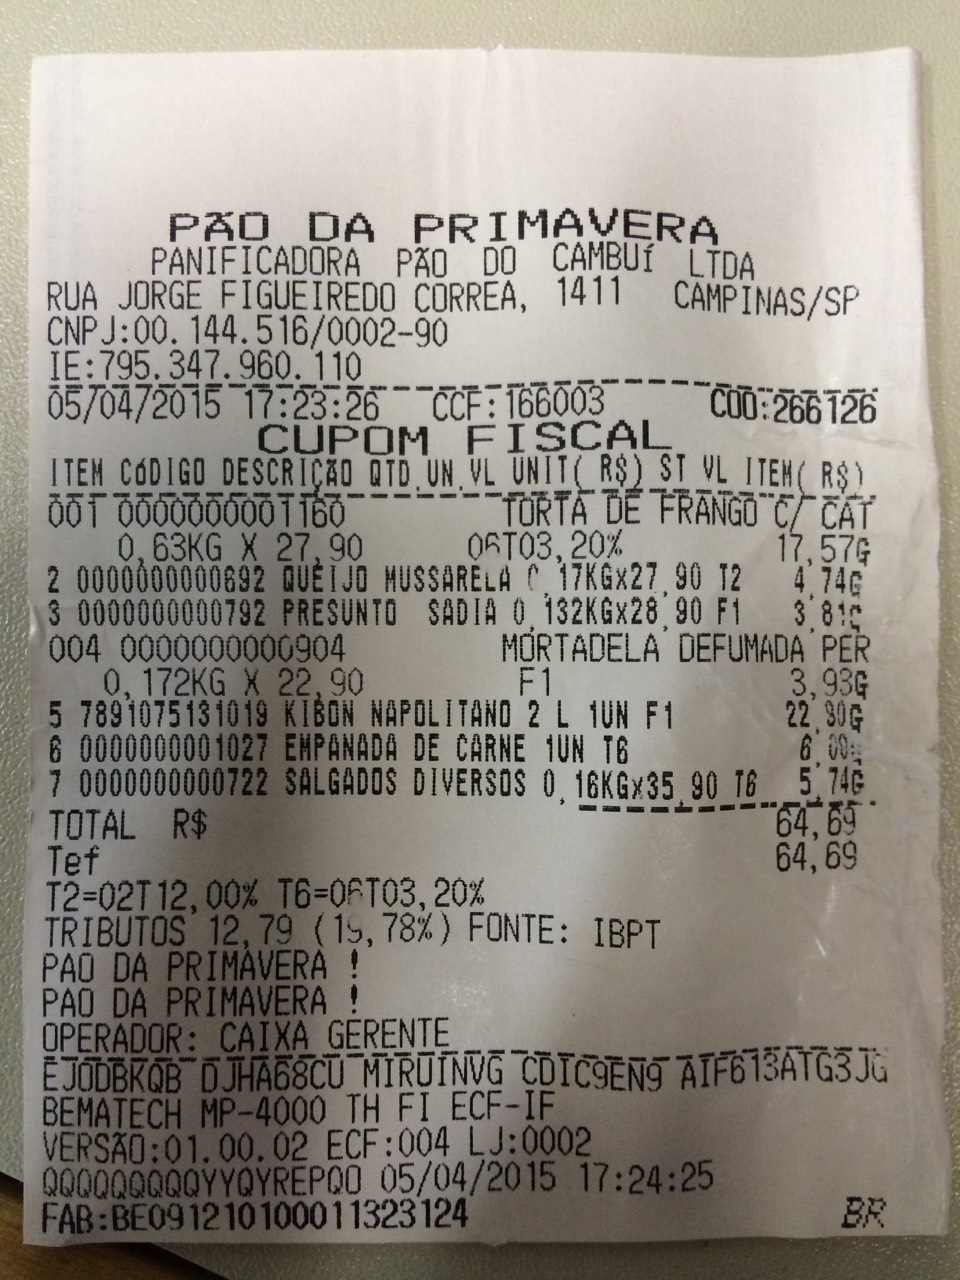 PÃO DA PRIMAVERA
PANIFICADORA PÃO DO CAMBUÍ LTDA
RUA JORGE FIGUEIREDO CORREA, 1411 CAMPINAS/SP
CNPJ:00.144.516/0002-90
IE:795.347.960.110
05/04/2015 17:23:26 CCF:166003 COO:266126
CUPOM FISCAL
ITEM CÓDIGO DESCRIÇÃO QTD.UN.VL UNIT( R$) ST VL ITEM( R$)
001 0000000001160 TORTA DE FRANGO C/ CAT
0,63KG X 27,90 06T03,20% 17,57G
2 0000000000692 QUEIJO MUSSARELA 0,17KGx27,90 T2 4,74G
3 0000000000792 PRESUNTO SADIA 0,132KGx28,90 F1 3,81G
004 0000000000904 MORTADELA DEFUMADA PER
0,172KG X 22,90 F1 3,93G
5 7891075131019 KIBON NAPOLITANO 2 L 1UN F1 22,90G
6 0000000001027 EMPANADA DE CARNE 1UN T6 6,00G
7 0000000000722 SALGADOS DIVERSOS 0,16KGx35,90 T6 5,74G
TOTAL R$ 64,69
Tef 64,69
T2=02T12,00% T6=06T03,20%
TRIBUTOS 12,79 (19,78%) FONTE: IBPT
PAO DA PRIMAVERA !
PAO DA PRIMAVERA !
OPERADOR: CAIXA GERENTE
EJODBKQB DJHA68CU MIRUINVG CDIC9EN9 AIF613ATG3JG
BEMATECH MP-4000 TH FI ECF-IF
VERSÃO:01.00.02 ECF:004 LJ:0002
QQQQQQQQQYYQYREPQO 05/04/2015 17:24:25
FAB:BE091210100011323124 BR